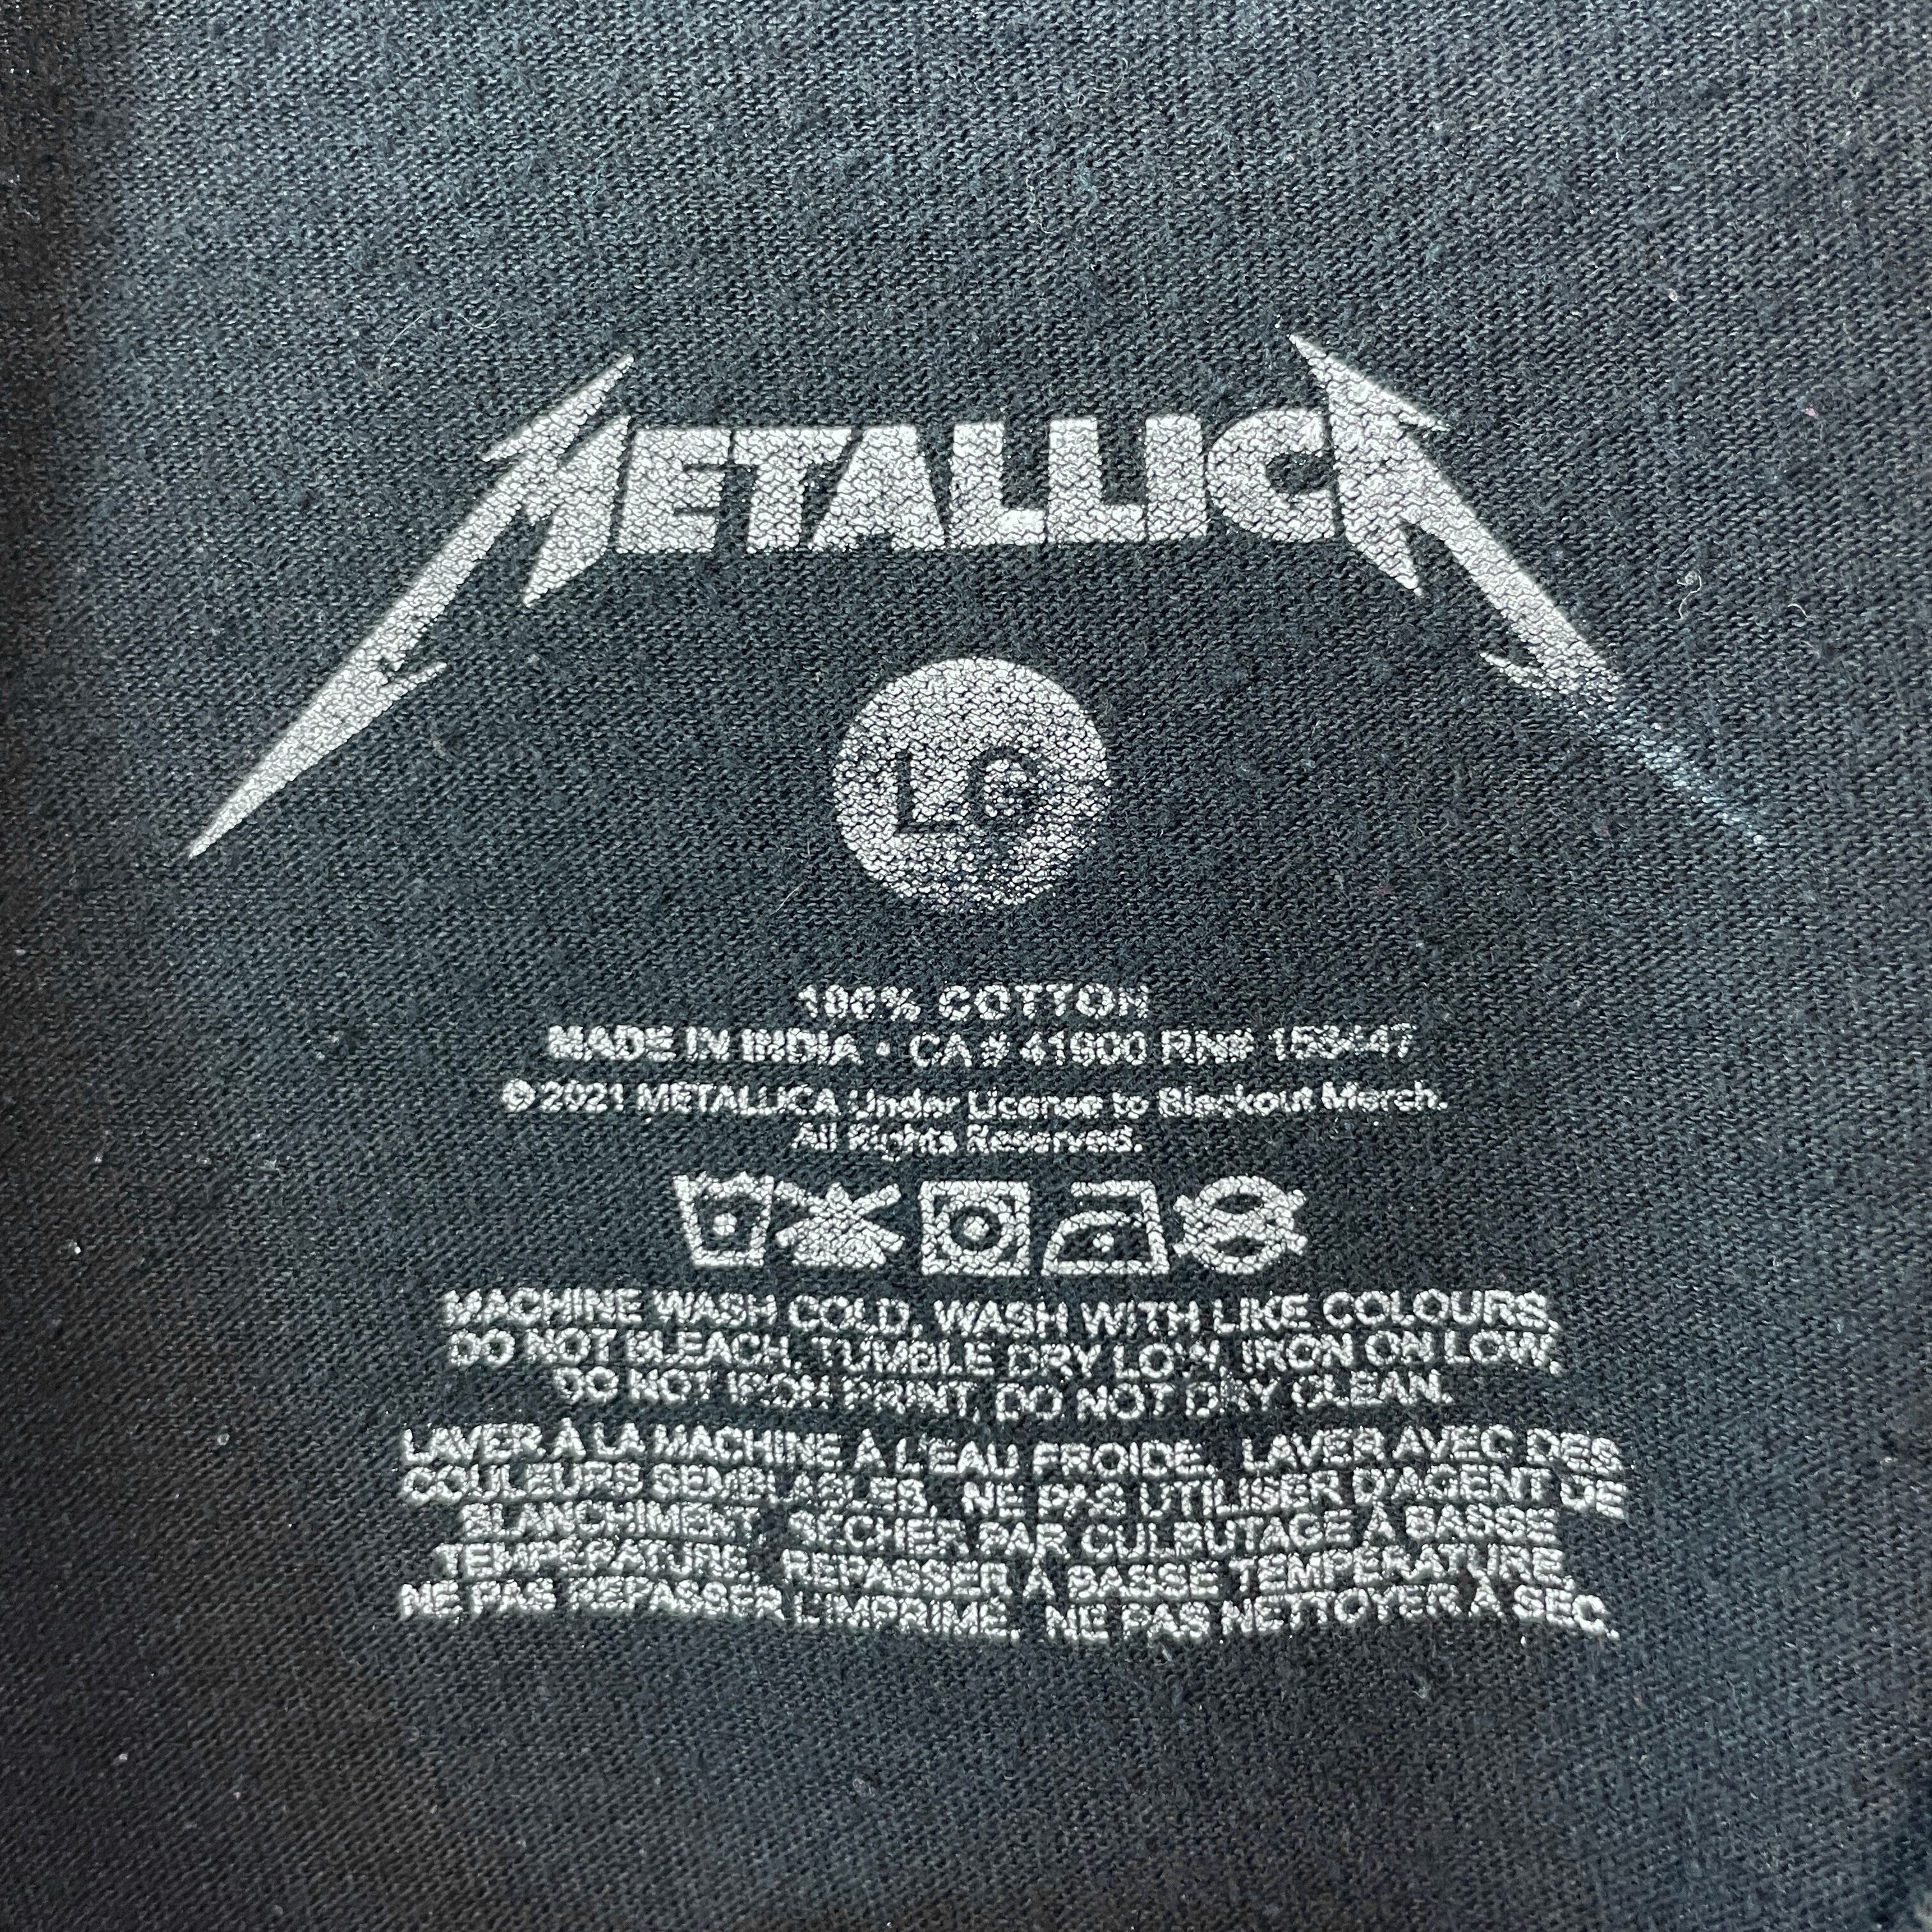 METALLICA
LG
100% COTTON
MADE IN INDIA • CA # 41900 RN# 153447
© 2021 METALLICA Under License to Blackout Merch.
All Rights Reserved.
MACHINE WASH COLD, WASH WITH LIKE COLOURS,
DO NOT BLEACH, TUMBLE DRY LOW, IRON ON LOW,
DO NOT IRON PRINT, DO NOT DRY CLEAN.
LAVER À LA MACHINE À L'EAU FROIDE. LAVER AVEC DES
COULEURS SEMBLABLES. NE PAS UTILISER D'AGENT DE
BLANCHIMENT. SÉCHER PAR CULBUTAGE À BASSE
TEMPÉRATURE. REPASSER À BASSE TEMPÉRATURE.
NE PAS REPASSER L'IMPRIMÉ. NE PAS NETTOYER À SEC.